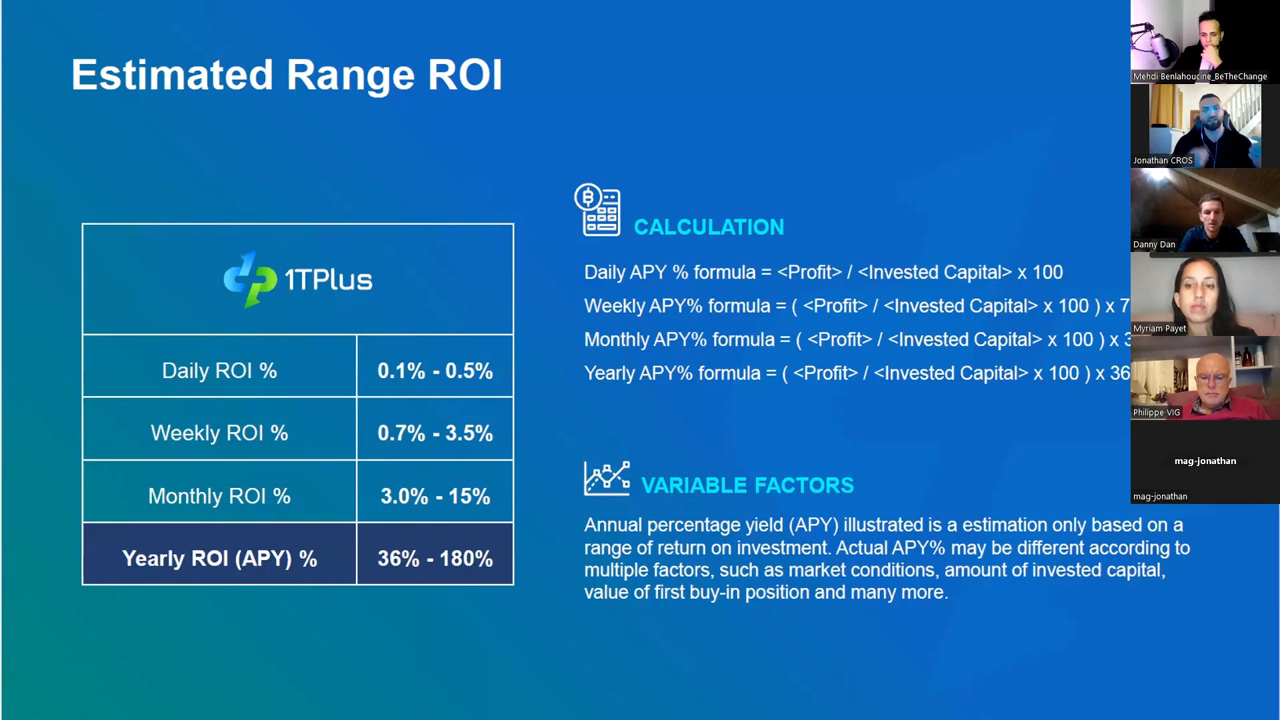 Estimated Range ROI
1TPlus
Daily ROI %
0.1% - 0.5%
Weekly ROI %
0.7% - 3.5%
Monthly ROI %
3.0% - 15%
Yearly ROI (APY) %
36% - 180%
CALCULATION
Daily APY % formula = <Profit> / <Invested Capital> x 100
Weekly APY% formula = ( <Profit> / <Invested Capital> x 100 ) x 7
Monthly APY% formula = ( <Profit> / <Invested Capital> x 100 ) x 3
Yearly APY% formula = ( <Profit> / <Invested Capital> x 100 ) x 36
VARIABLE FACTORS
Annual percentage yield (APY) illustrated is a estimation only based on a
range of return on investment. Actual APY% may be different according to
multiple factors, such as market conditions, amount of invested capital,
value of first buy-in position and many more.
Mehdi Benlahoucine_BeTheChange
Jonathan CROS
Danny Dan
Myriam Payet
Philippe VIG
mag-jonathan
mag-jonathan